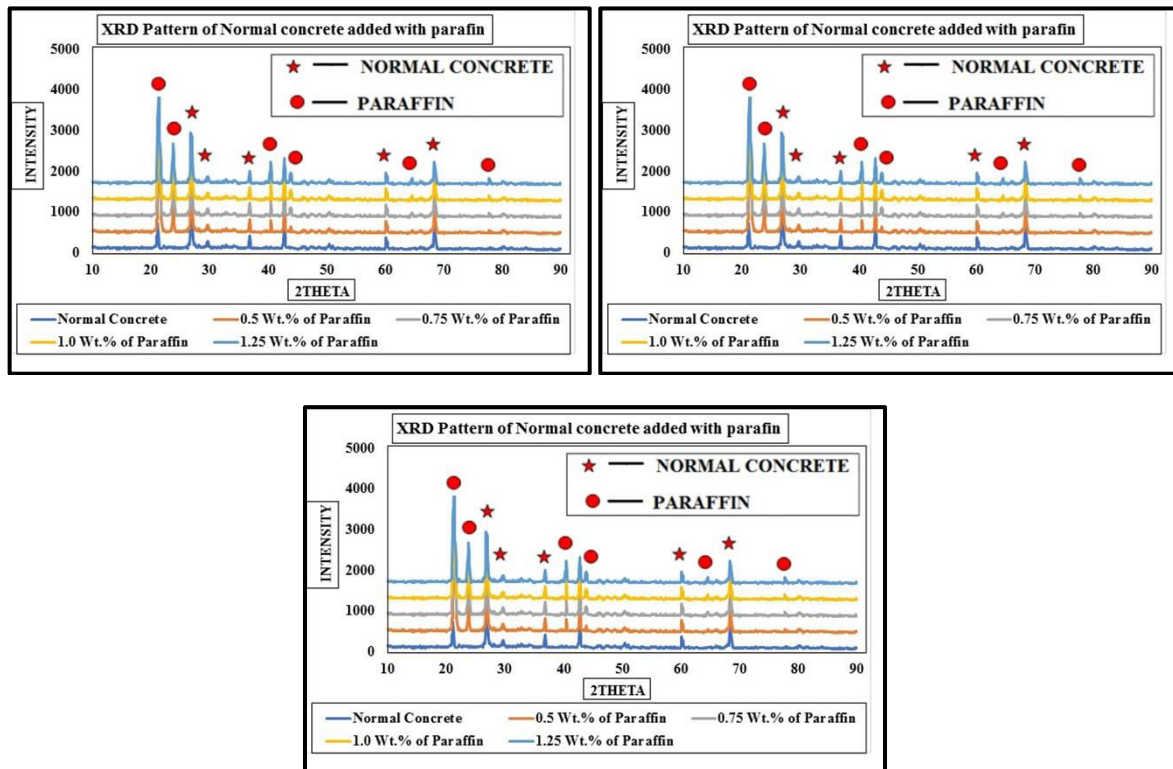 XRD Pattern of Normal concrete added with parafin
5000
4000
3000
2000
1000
0
INTENSITY
NORMAL CONCRETE
PARAFFIN
10 20 30 40 50 60 70 80 90
2THETA
Normal Concrete 0.5 Wt.% of Paraffin 0.75 Wt.% of Paraffin
1.0 Wt.% of Paraffin 1.25 Wt.% of Paraffin
XRD Pattern of Normal concrete added with parafin
5000
4000
3000
2000
1000
0
INTENSITY
NORMAL CONCRETE
PARAFFIN
10 20 30 40 50 60 70 80 90
2THETA
Normal Concrete 0.5 Wt.% of Paraffin 0.75 Wt.% of Paraffin
1.0 Wt.% of Paraffin 1.25 Wt.% of Paraffin
XRD Pattern of Normal concrete added with parafin
5000
4000
3000
2000
1000
0
INTENSITY
NORMAL CONCRETE
PARAFFIN
10 20 30 40 50 60 70 80 90
2THETA
Normal Concrete 0.5 Wt.% of Paraffin 0.75 Wt.% of Paraffin
1.0 Wt.% of Paraffin 1.25 Wt.% of Paraffin